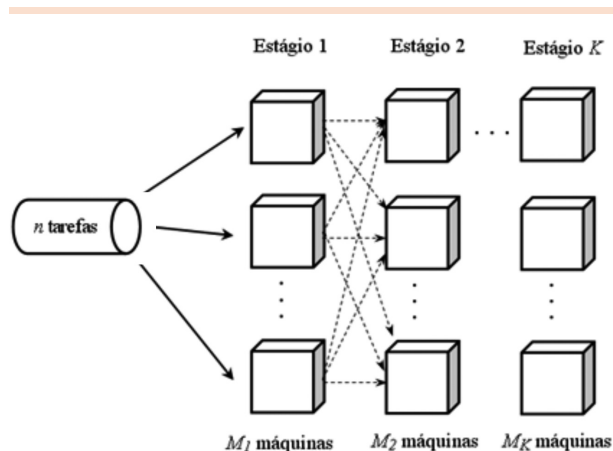 Estágio 1 Estágio 2 Estágio K
n tarefas
M1 máquinas M2 máquinas MK máquinas